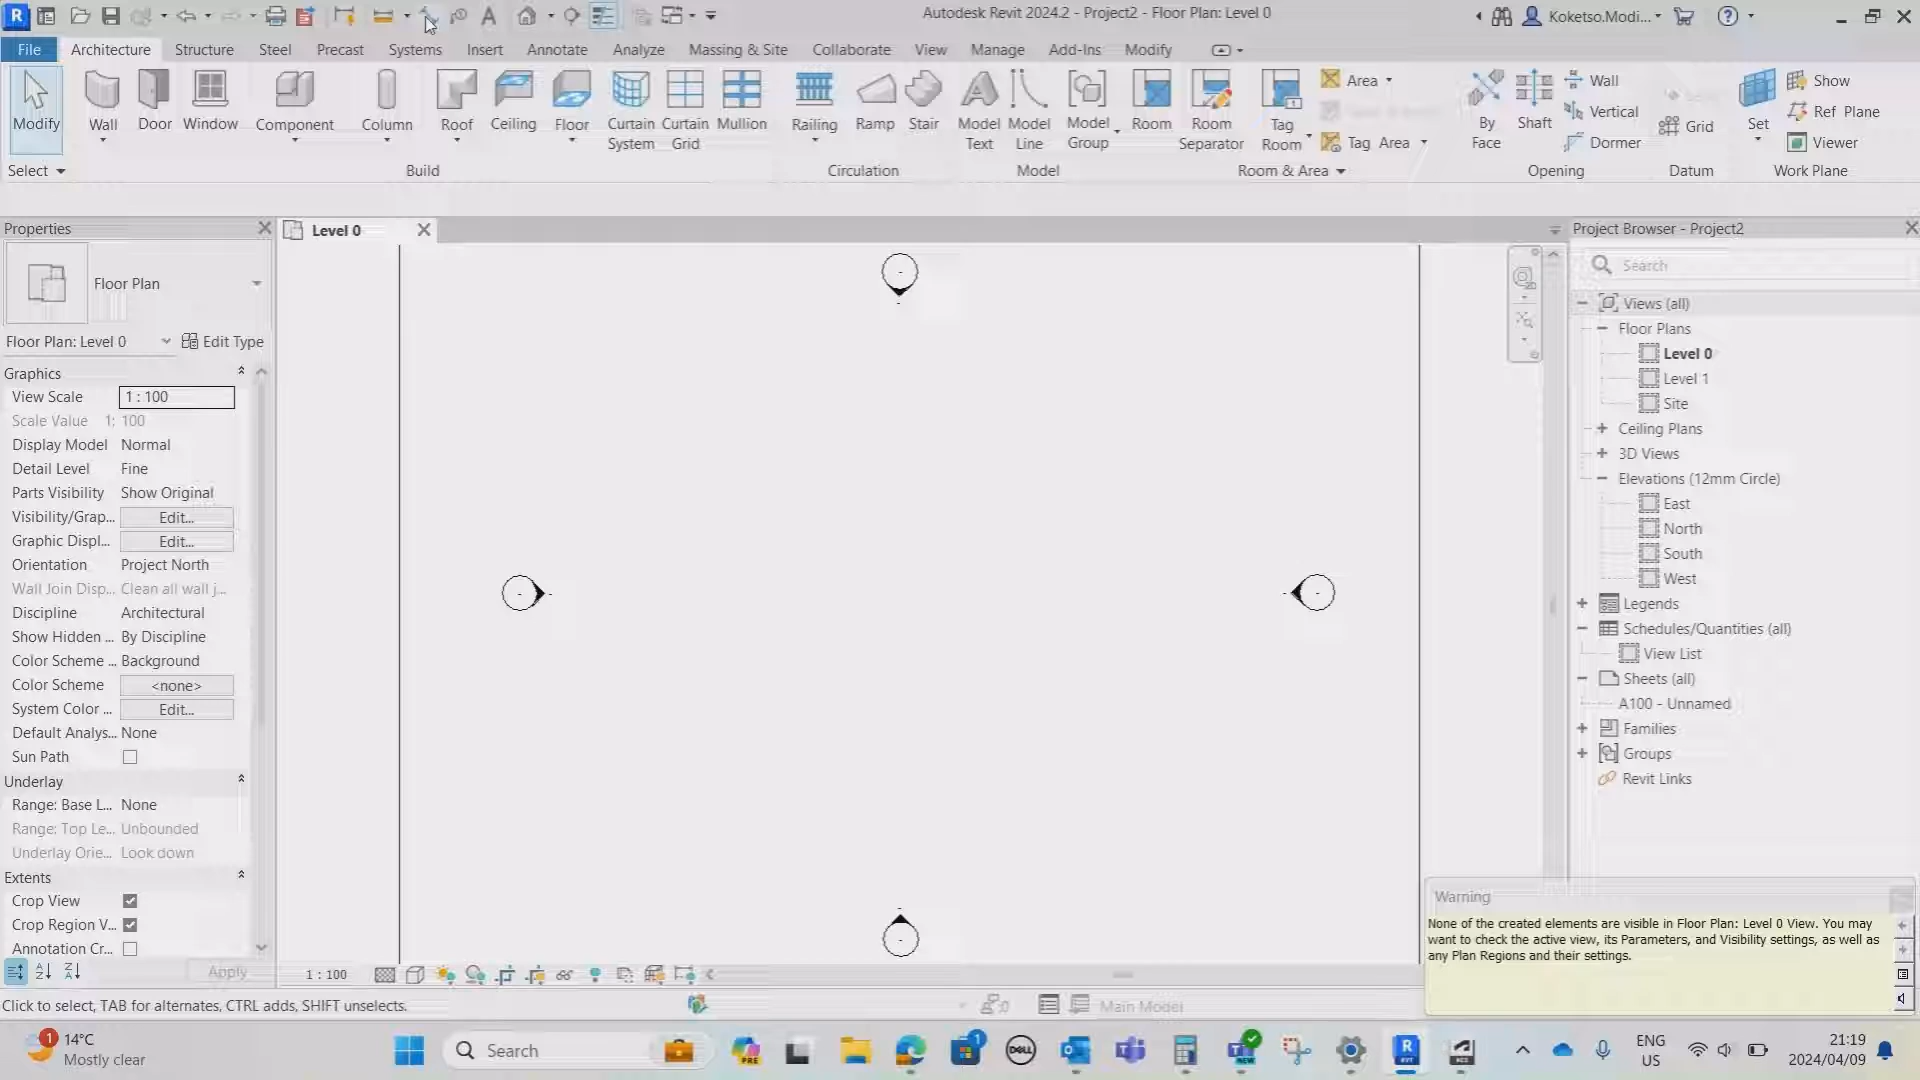 Autodesk Revit 2024.2 - Project2 - Floor Plan: Level 0
Koketso.Modi...
File Architecture Structure Steel Precast Systems Insert Annotate Analyze Massing & Site Collaborate View Manage Add-Ins Modify
Modify
Wall
Door
Window
Component
Column
Roof
Ceiling
Floor
Curtain System
Curtain Grid
Mullion
Railing
Ramp
Stair
Model Text
Model Line
Model Group
Room
Room Separator
Tag Room
Area
Tag Area
By Face
Shaft
Wall
Vertical
Dormer
Grid
Set
Show
Ref Plane
Viewer
Select
Build
Circulation
Model
Room & Area
Opening
Datum
Work Plane
Properties
Floor Plan
Floor Plan: Level 0
Edit Type
Graphics
View Scale 1 : 100
Scale Value 1: 100
Display Model Normal
Detail Level Fine
Parts Visibility Show Original
Visibility/Grap... Edit...
Graphic Displ... Edit...
Orientation Project North
Wall Join Disp... Clean all wall j...
Discipline Architectural
Show Hidden ... By Discipline
Color Scheme ... Background
Color Scheme <none>
System Color ... Edit...
Default Analys... None
Sun Path
Underlay
Range: Base L... None
Range: Top Le... Unbounded
Underlay Orie... Look down
Extents
Crop View
Crop Region V...
Annotation Cr...
Apply
Level 0
1 : 100
Project Browser - Project2
Search
Views (all)
Floor Plans
Level 0
Level 1
Site
Ceiling Plans
3D Views
Elevations (12mm Circle)
East
North
South
West
Legends
Schedules/Quantities (all)
View List
Sheets (all)
A100 - Unnamed
Families
Groups
Revit Links
Warning
None of the created elements are visible in Floor Plan: Level 0 View. You may
want to check the active view, its Parameters, and Visibility settings, as well as
any Plan Regions and their settings.
Click to select, TAB for alternates, CTRL adds, SHIFT unselects.
:0
Main Model
1
14°C
Mostly clear
Search
PRE
1
DELL
NEW
R
RVT
ACS
ENG
US
21:19
2024/04/09